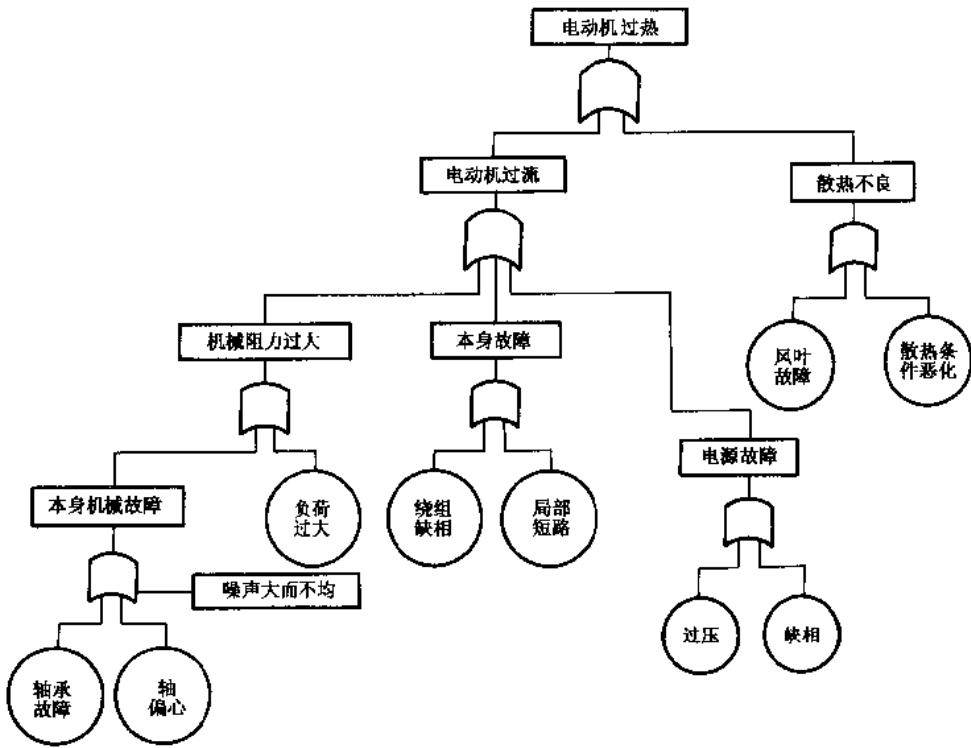 电动机过热
电动机过流
散热不良
机械阻力过大
本身故障
风叶
故障
散热条
件恶化
电源故障
本身机械故障
负荷
过大
绕组
缺相
局部
短路
噪声大而不均
过压
缺相
轴承
故障
轴
偏心